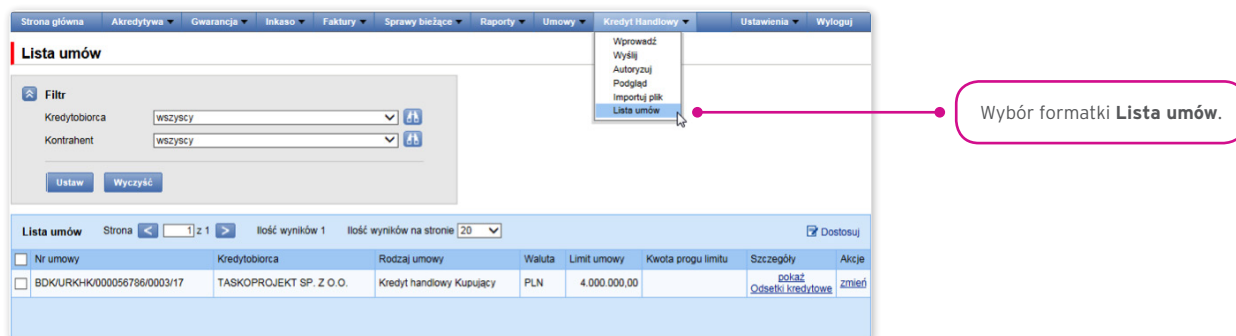 Strona główna Akredytywa Gwarancja Inkaso Faktury Sprawy bieżące Raporty Umowy Kredyt Handlowy Ustawienia Wyloguj
Lista umów
Wprowadź
Wyślij
Autoryzuj
Podgląd
Importuj plik
Lista umów
Wybór formatki Lista umów.
Filtr
Kredytobiorca wszyscy
Kontrahent wszyscy
Ustaw Wyczyść
Lista umów Strona < 1 z 1 > Ilość wyników 1 Ilość wyników na stronie 20 Dostosuj
Nr umowy Kredytobiorca Rodzaj umowy Waluta Limit umowy Kwota progu limitu Szczegóły Akcje
BDK/URKHK/000056786/0003/17 TASKOPROJEKT SP. Z O.O. Kredyt handlowy Kupujący PLN 4.000.000,00 pokaż zmień
Odsetki kredytowe